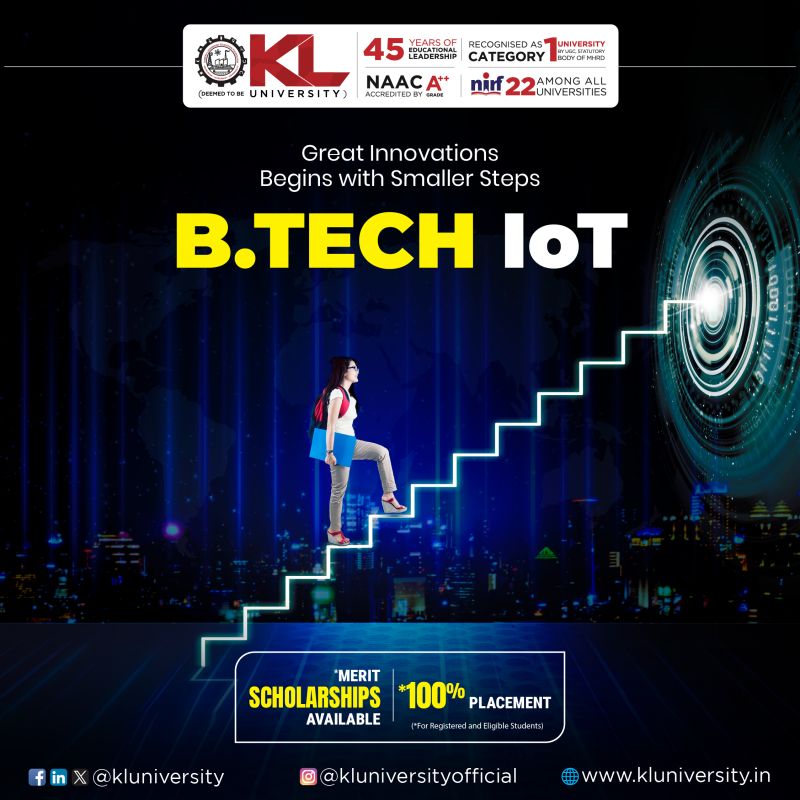 KL
(DEEMED TO BE UNIVERSITY)
45 YEARS OF
EDUCATIONAL
LEADERSHIP
RECOGNISED AS
CATEGORY 1
UNIVERSITY
BY UGC, STATUTORY
BODY OF MHRD
NAAC A++
ACCREDITED BY GRADE
nirf 22 AMONG ALL
UNIVERSITIES
Great Innovations
Begins with Smaller Steps
B.TECH IoT
*MERIT
SCHOLARSHIPS
AVAILABLE
*100% PLACEMENT
(*For Registered and Eligible Students)
@kluniversity
@kluniversityofficial
www.kluniversity.in